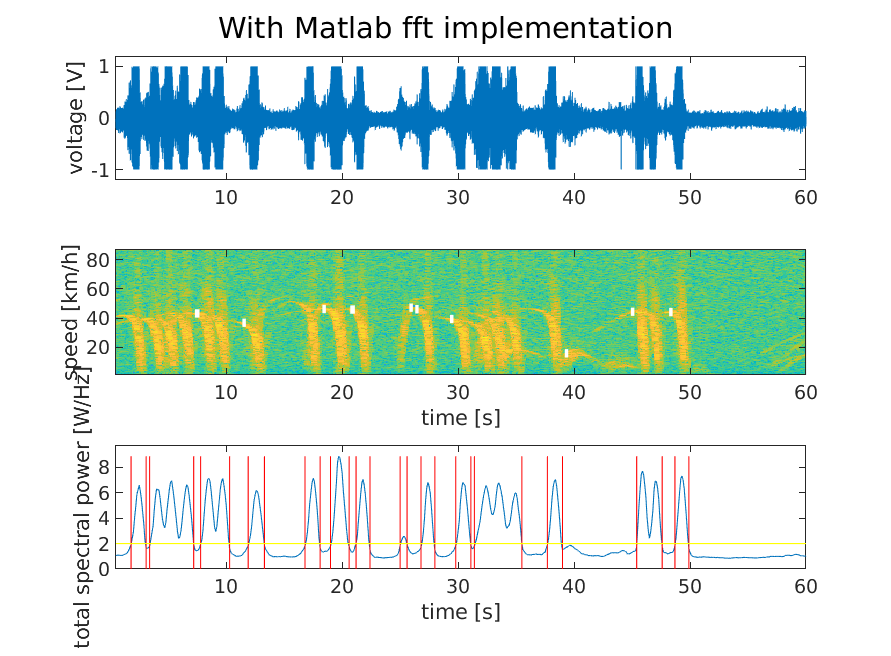 With Matlab fft implementation
voltage [V]
1
0
-1
10 20 30 40 50 60
speed [km/h]
80
60
40
20
10 20 30 40 50 60
time [s]
total spectral power [W/Hz]
8
6
4
2
0
10 20 30 40 50 60
time [s]